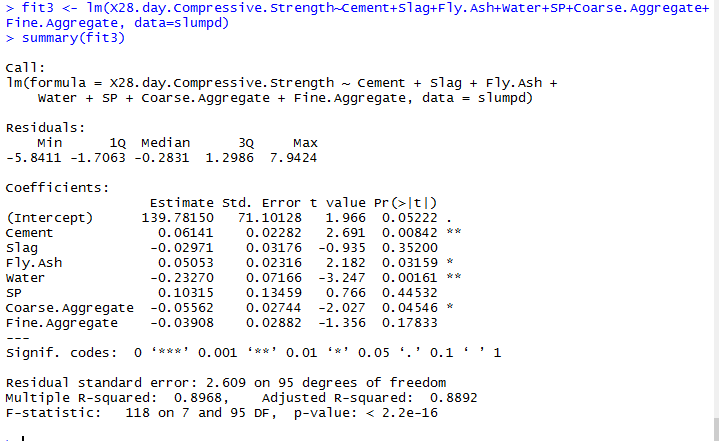 > fit3 <- lm(X28.day.Compressive.Strength~Cement+Slag+Fly.Ash+Water+SP+Coarse.Aggregate+
Fine.Aggregate, data=slumpd)
> summary(fit3)
Call:
lm(formula = X28.day.Compressive.Strength ~ Cement + Slag + Fly.Ash +
    Water + SP + Coarse.Aggregate + Fine.Aggregate, data = slumpd)
Residuals:
    Min      1Q  Median      3Q     Max
-5.8411 -1.7063 -0.2831  1.2986  7.9424
Coefficients:
                  Estimate Std. Error t value Pr(>|t|)
(Intercept)      139.78150   71.10128   1.966  0.05222 .
Cement             0.06141    0.02282   2.691  0.00842 **
Slag              -0.02971    0.03176  -0.935  0.35200
Fly.Ash            0.05053    0.02316   2.182  0.03159 *
Water             -0.23270    0.07166  -3.247  0.00161 **
SP                 0.10315    0.13459   0.766  0.44532
Coarse.Aggregate  -0.05562    0.02744  -2.027  0.04546 *
Fine.Aggregate    -0.03908    0.02882  -1.356  0.17833
---
Signif. codes:  0 ‘***’ 0.001 ‘**’ 0.01 ‘*’ 0.05 ‘.’ 0.1 ‘ ’ 1
Residual standard error: 2.609 on 95 degrees of freedom
Multiple R-squared:  0.8968,    Adjusted R-squared:  0.8892
F-statistic:   118 on 7 and 95 DF,  p-value: < 2.2e-16